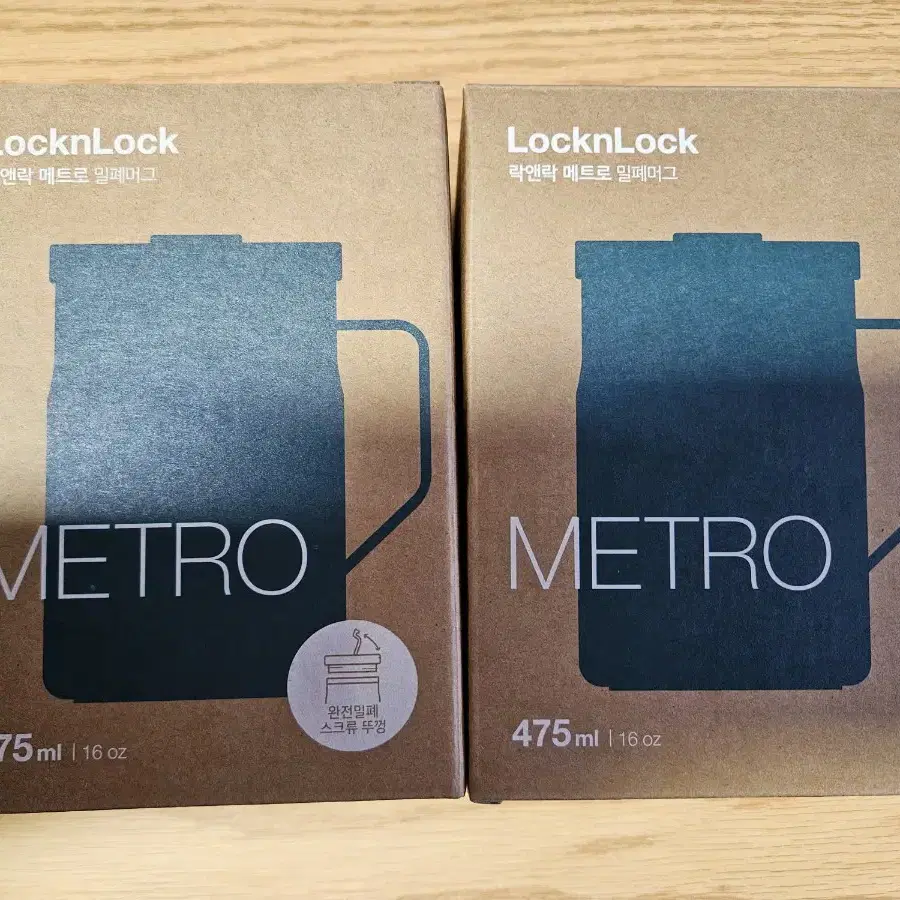 LocknLock
앤락 메트로 밀폐머그
METRO
완전밀폐
스크류 뚜껑
75ml | 16 oz
LocknLock
락앤락 메트로 밀폐머그
METRO
475ml | 16 oz